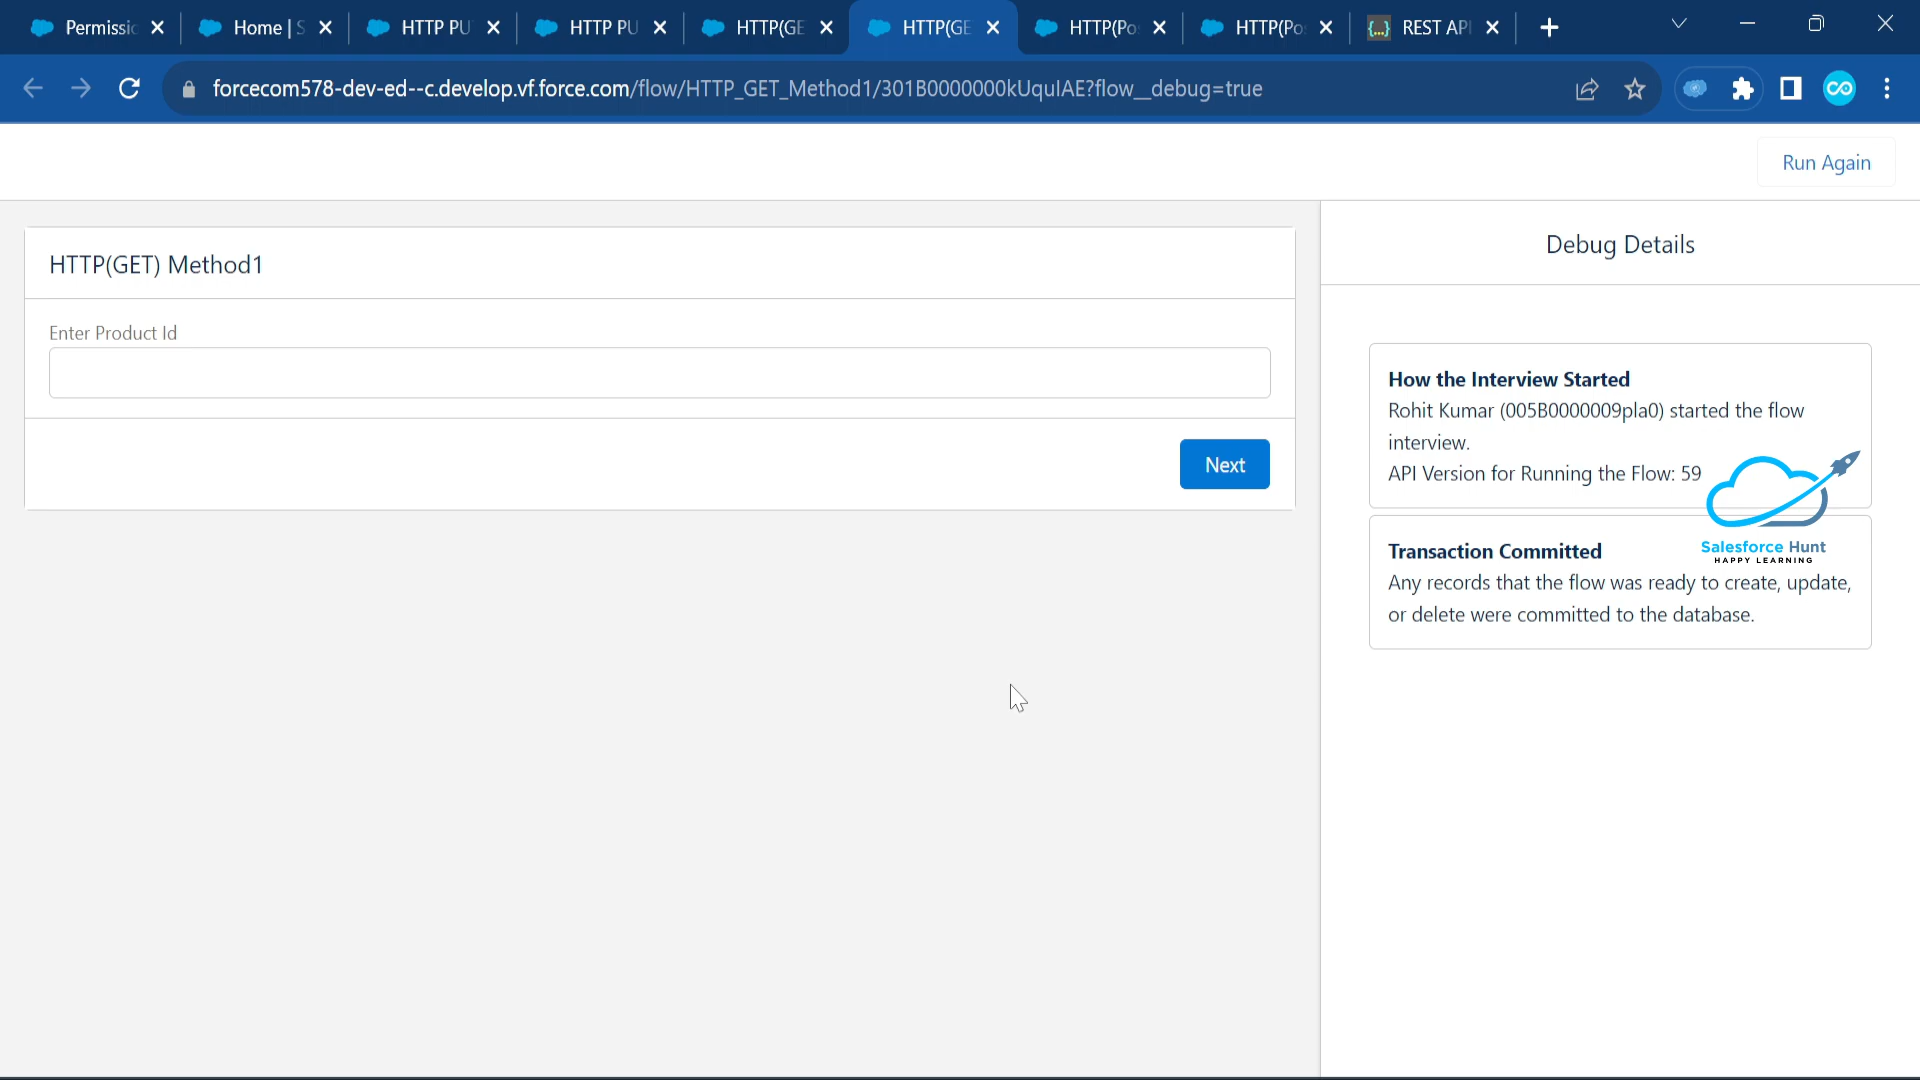 Permissi
Home | S
HTTP PU
HTTP PU
HTTP(GE
HTTP(GE
HTTP(Po
HTTP(Po
{...} REST API
forcecom578-dev-ed--c.develop.vf.force.com/flow/HTTP_GET_Method1/301B0000000kUquIAE?flow__debug=true
Run Again
HTTP(GET) Method1
Enter Product Id
Next
Debug Details
How the Interview Started
Rohit Kumar (005B0000009pla0) started the flow
interview.
API Version for Running the Flow: 59
Salesforce Hunt
HAPPY LEARNING
Transaction Committed
Any records that the flow was ready to create, update,
or delete were committed to the database.